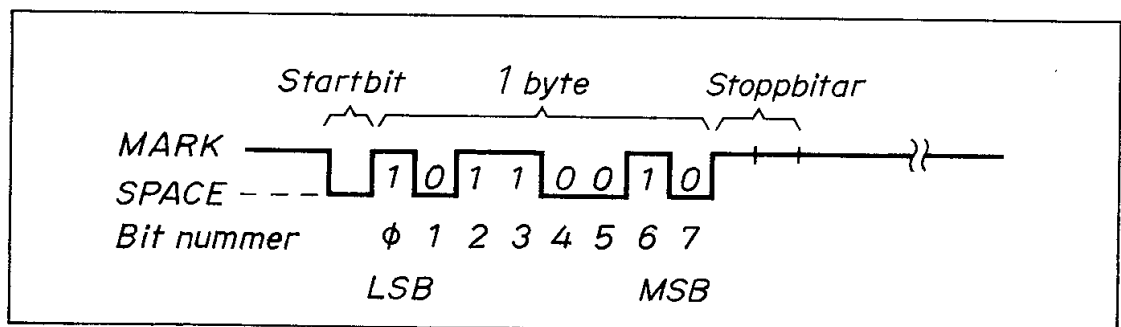 Startbit 1 byte Stoppbitar
MARK
1 0 1 1 0 0 1 0
SPACE
Bit nummer φ 1 2 3 4 5 6 7
LSB MSB